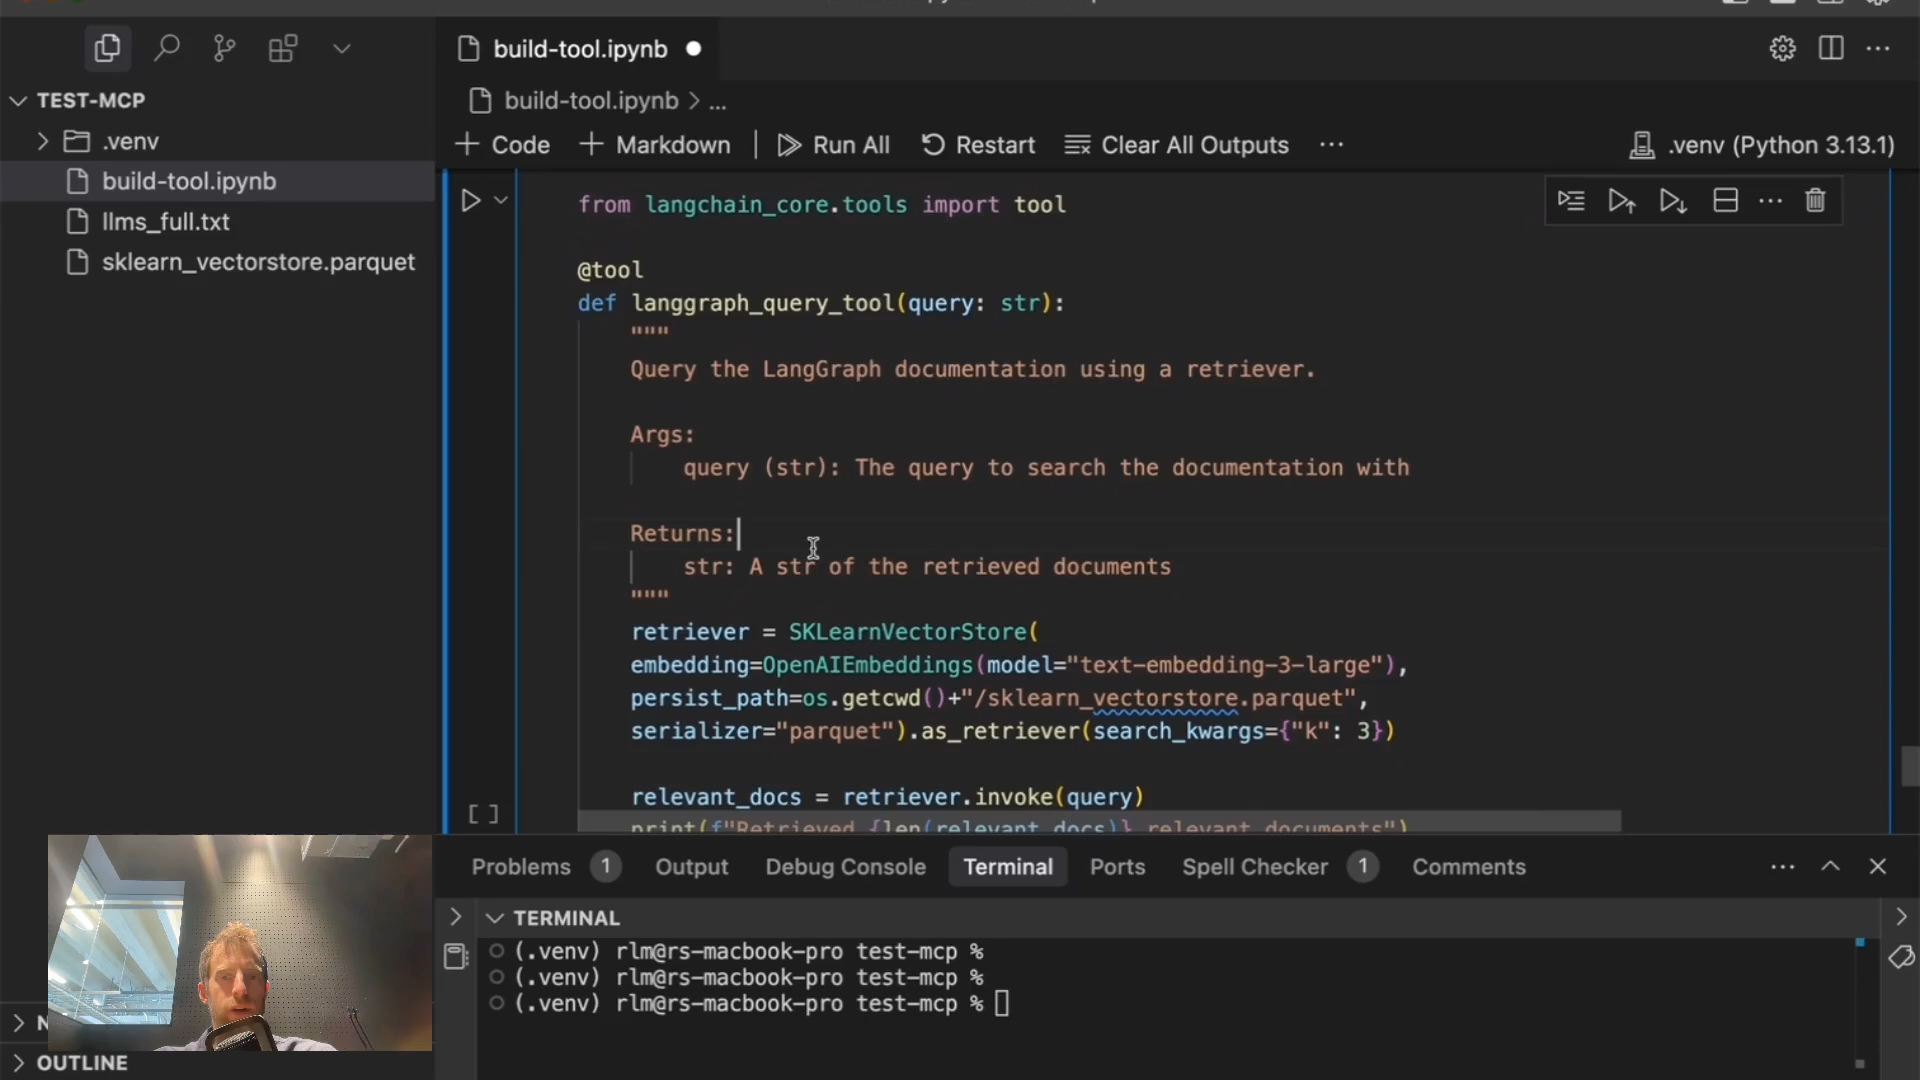 build-tool.ipynb
TEST-MCP
build-tool.ipynb > ...
.venv
Code
Markdown
Run All
Restart
Clear All Outputs
...
.venv (Python 3.13.1)
build-tool.ipynb
llms_full.txt
sklearn_vectorstore.parquet
from langchain_core.tools import tool
@tool
def langgraph_query_tool(query: str):
"""
Query the LangGraph documentation using a retriever.
Args:
query (str): The query to search the documentation with
Returns:
str: A str of the retrieved documents
"""
retriever = SKLearnVectorStore(
embedding=OpenAIEmbeddings(model="text-embedding-3-large"),
persist_path=os.getcwd()+"/sklearn_vectorstore.parquet",
serializer="parquet").as_retriever(search_kwargs={"k": 3})
relevant_docs = retriever.invoke(query)
[ ]
print(f"Retrieved {len(relevant_docs)} relevant documents")
Problems 1 Output Debug Console Terminal Ports Spell Checker 1 Comments
TERMINAL
(.venv) rlm@rs-macbook-pro test-mcp %
(.venv) rlm@rs-macbook-pro test-mcp %
(.venv) rlm@rs-macbook-pro test-mcp %
OUTLINE